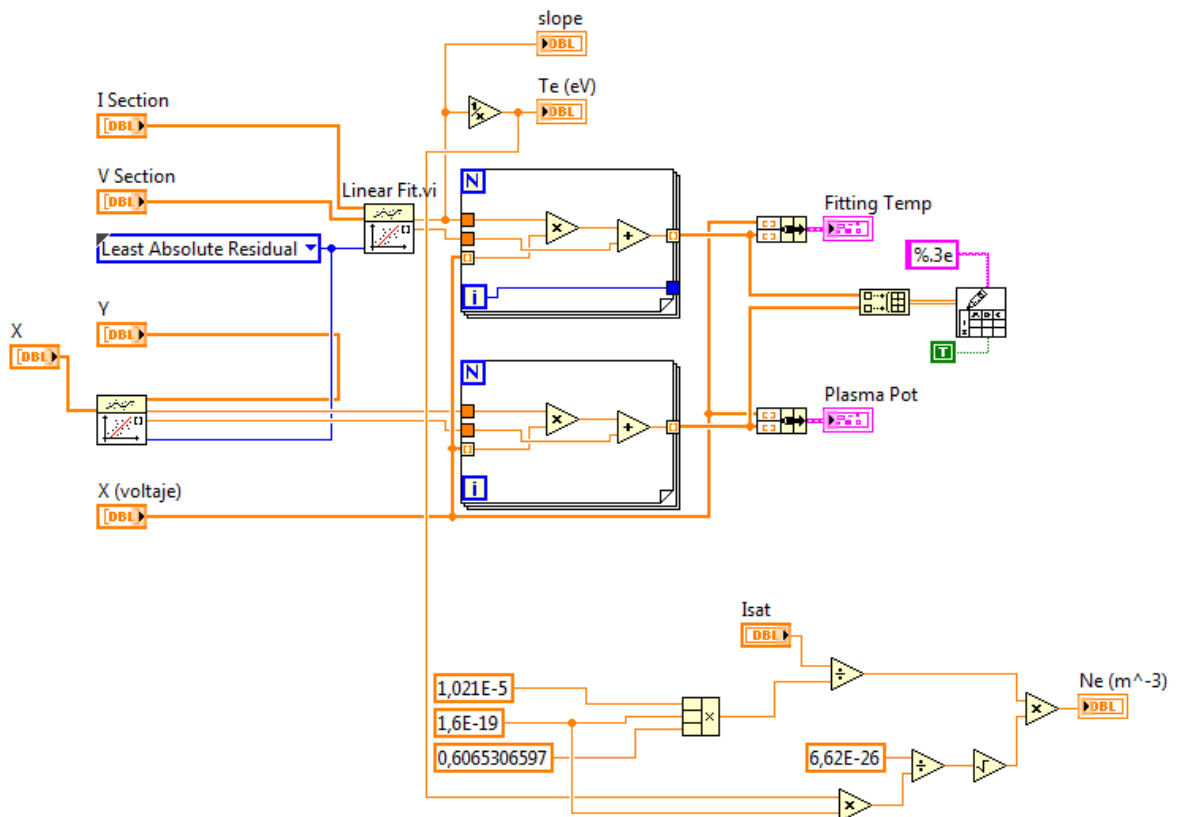 slope
DBL
Te (eV)
DBL
I Section
[DBL]
V Section
[DBL]
Linear Fit.vi
Least Absolute Residual
Y
[DBL]
X
[DBL]
X (voltaje)
[DBL]
N
i
N
i
Fitting Temp
%.3e
T
Plasma Pot
Isat
DBL
1,021E-5
1,6E-19
0,6065306597
6,62E-26
Ne (m^-3)
DBL